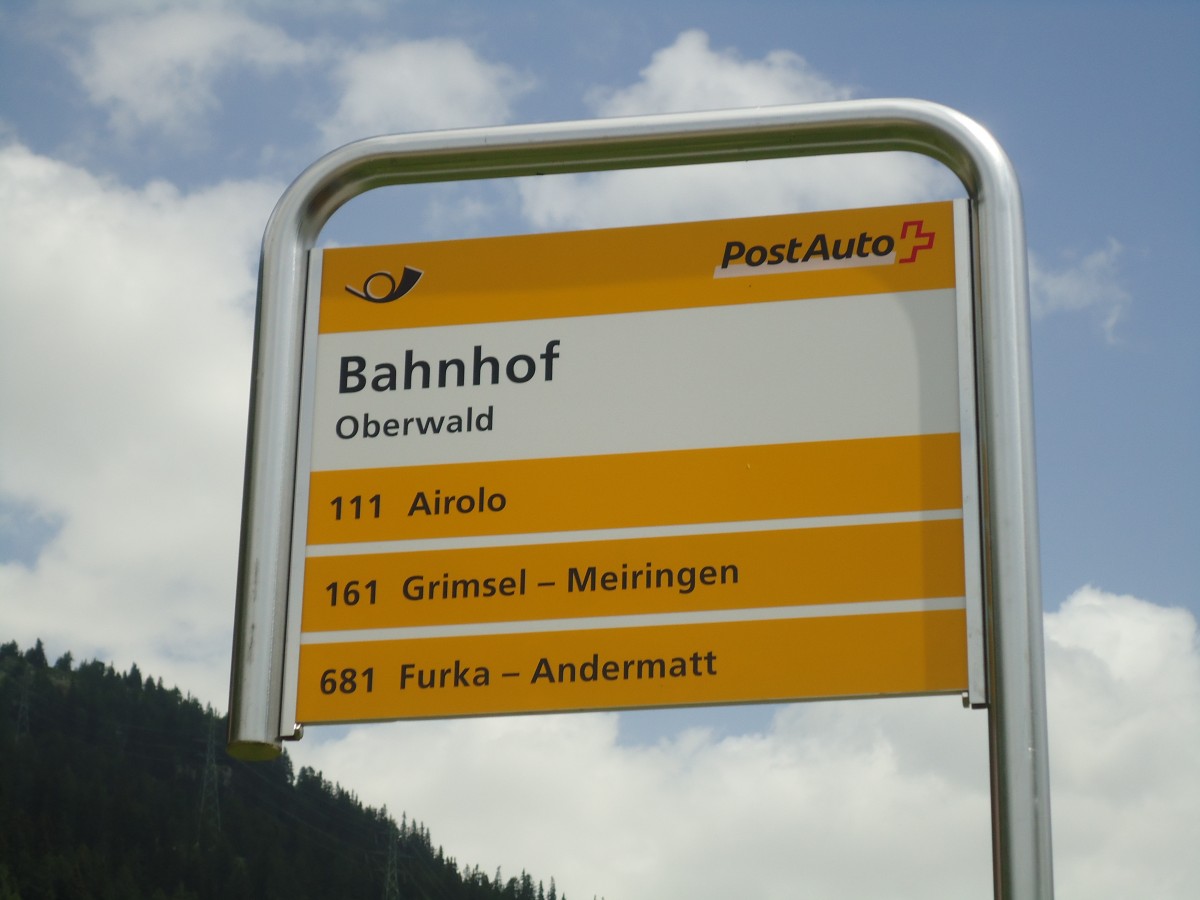 PostAuto
Bahnhof
Oberwald
111 Airolo
161 Grimsel – Meiringen
681 Furka – Andermatt